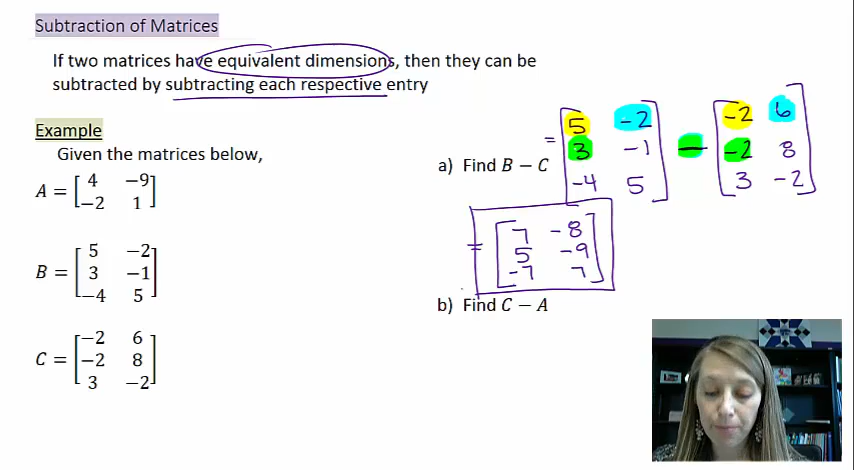 Subtraction of Matrices
If two matrices have equivalent dimensions, then they can be
subtracted by subtracting each respective entry
Example
Given the matrices below,
A = [4 -9
-2 1]
B = [5 -2
3 -1
-4 5]
C = [-2 6
-2 8
3 -2]
a) Find B − C
= [5 -2
3 -1
-4 5] − [-2 6
-2 8
3 -2]
= [7 -8
5 -9
-7 7]
b) Find C − A